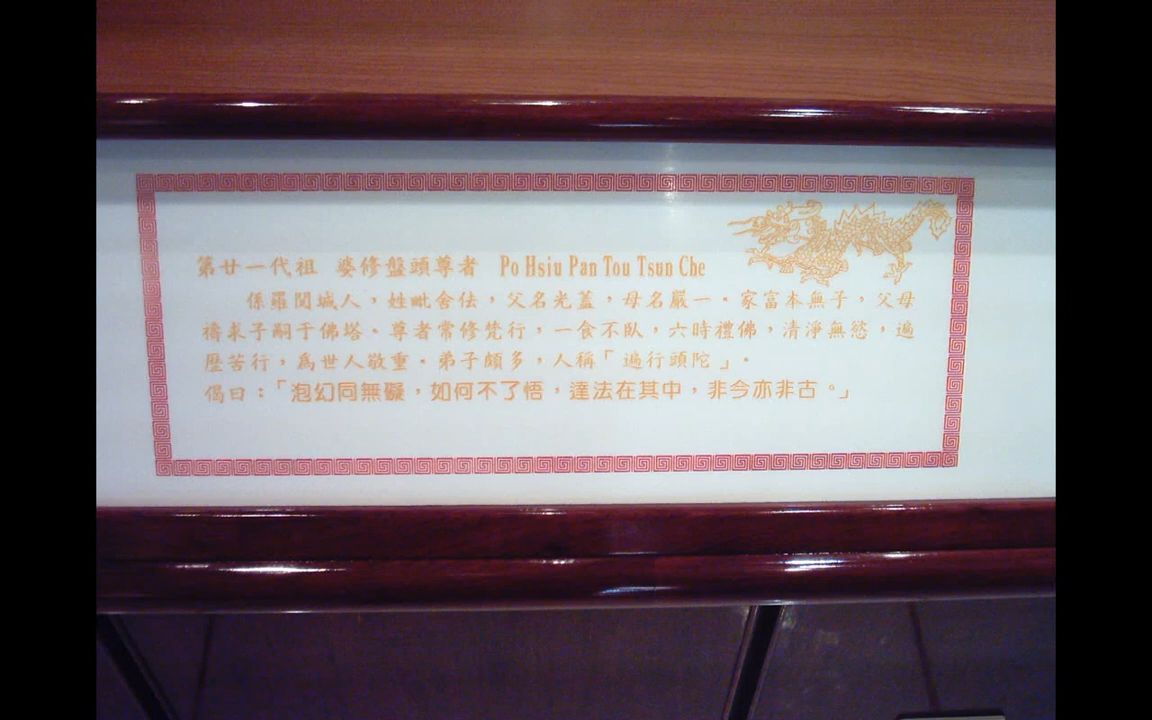 第廿一代祖 婆修盤頭尊者 Po Hsiu Pan Tou Tsun Che
係羅閱城人，姓毗舍佉，父名光蓋，母名嚴一。家富本無子，父母
禱求子嗣于佛塔。尊者常修梵行，一食不臥，六時禮佛，清淨無慾，遍
歷苦行，為世人敬重。弟子頗多，人稱「遍行頭陀」。
偈曰：「泡幻同無礙，如何不了悟，達法在其中，非今亦非古。」